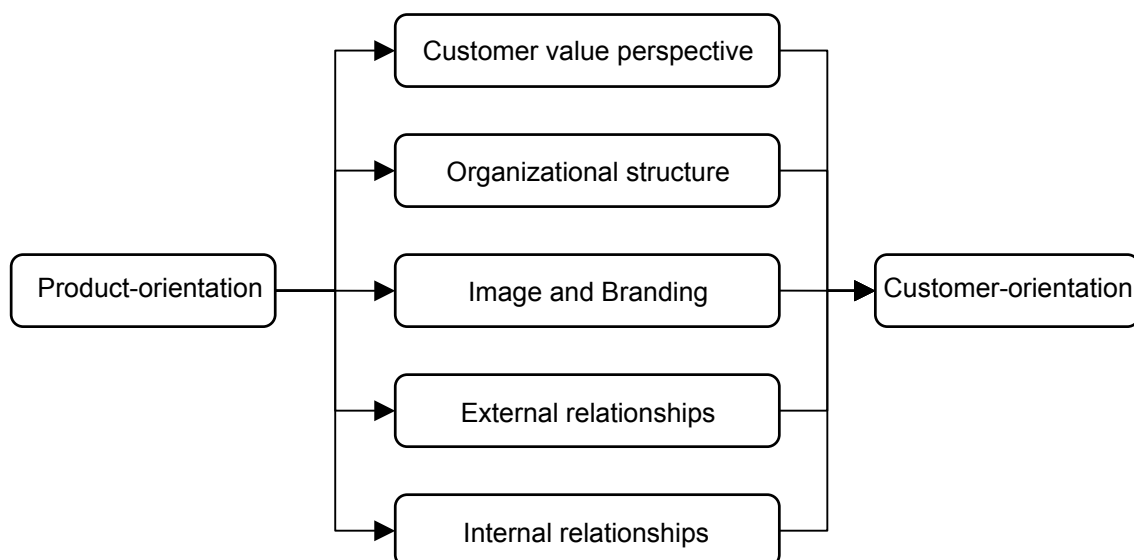 Customer value perspective
Organizational structure
Product-orientation
Image and Branding
Customer-orientation
External relationships
Internal relationships